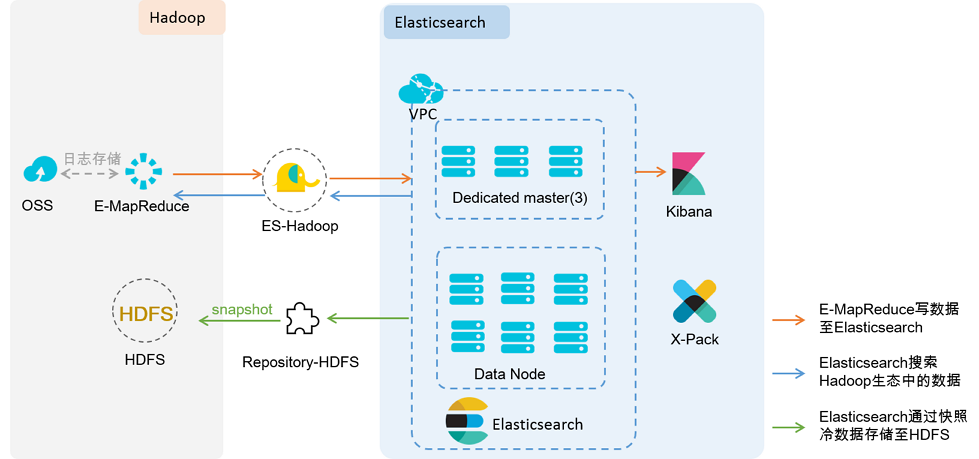 Hadoop
Elasticsearch
VPC
日志存储
OSS
E-MapReduce
ES-Hadoop
Dedicated master(3)
Kibana
HDFS
snapshot
HDFS
Repository-HDFS
Data Node
X-Pack
Elasticsearch
E-MapReduce写数据
至Elasticsearch
Elasticsearch搜索
Hadoop生态中的数据
Elasticsearch通过快照
冷数据存储至HDFS